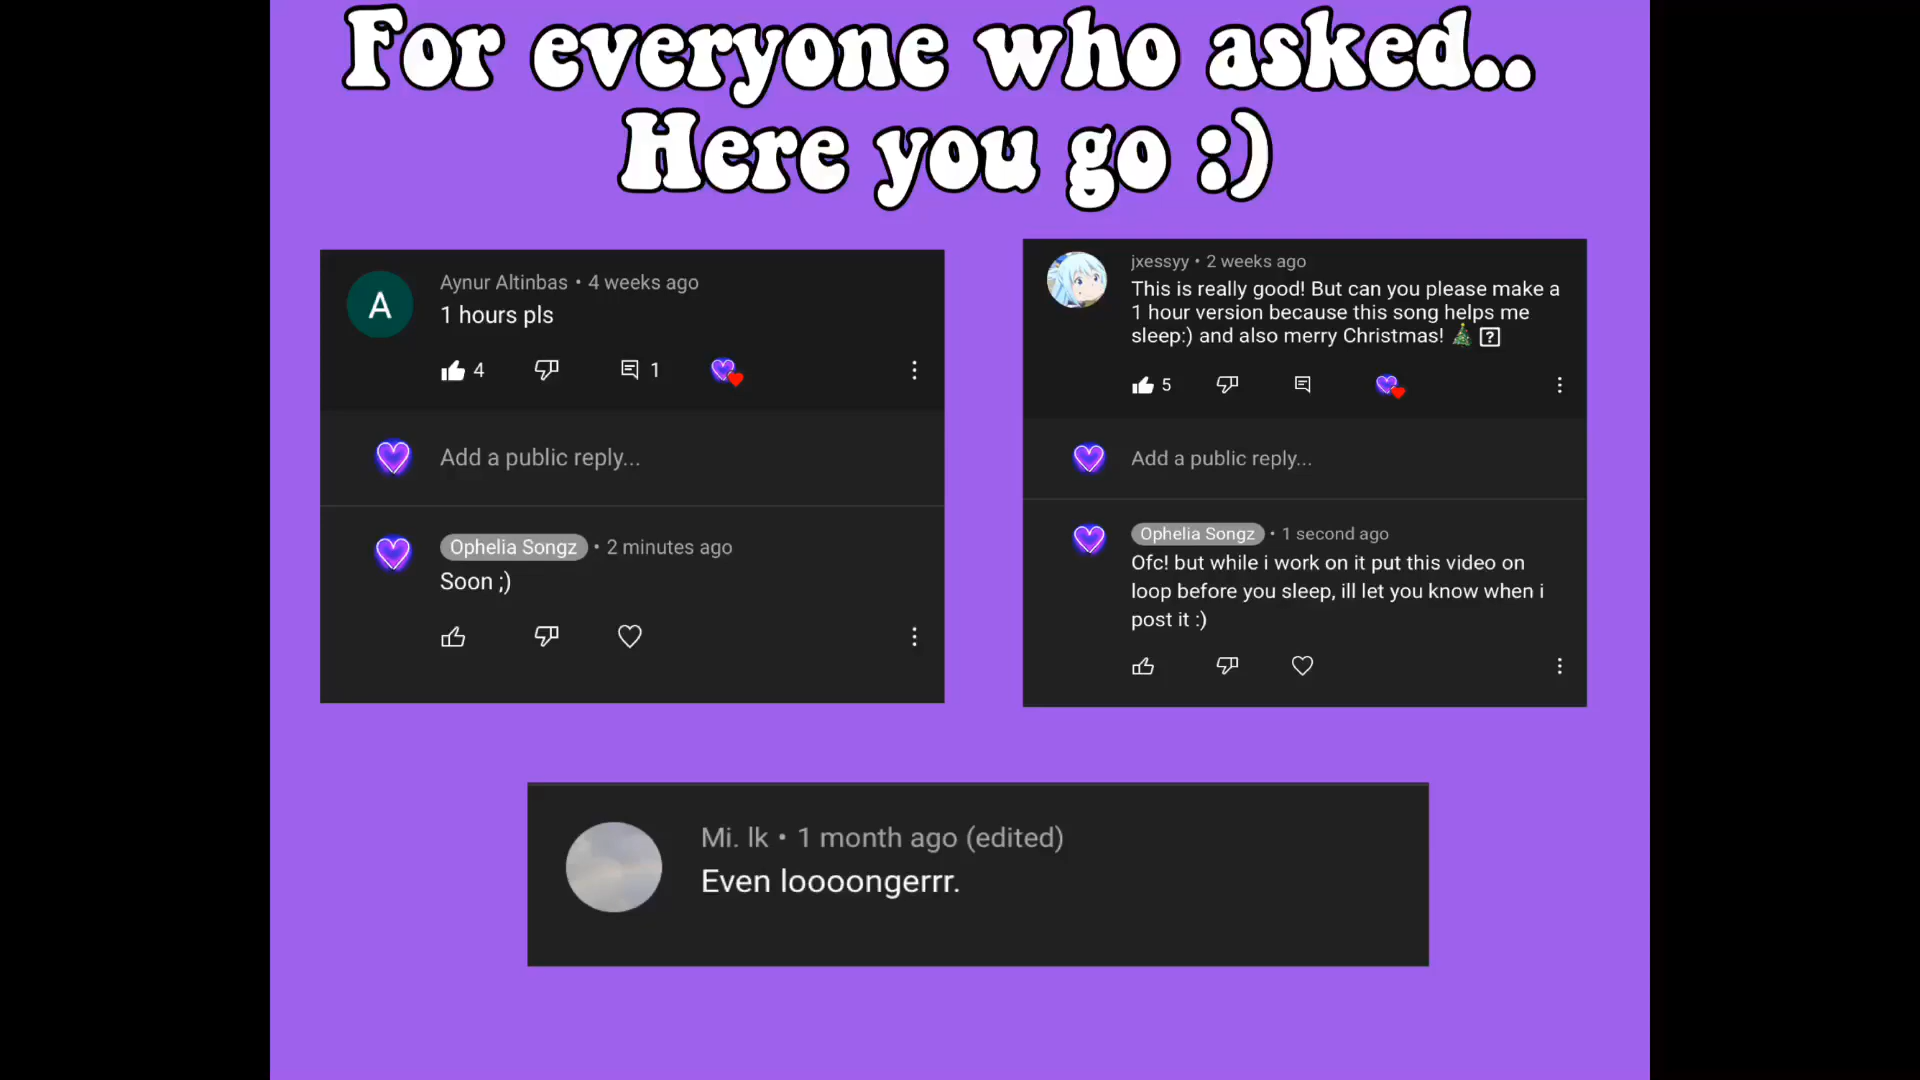 For everyone who asked..
Here you go :)
A
Aynur Altinbas • 4 weeks ago
1 hours pls
4
1
Add a public reply...
Ophelia Songz • 2 minutes ago
Soon ;)
jxessyy • 2 weeks ago
This is really good! But can you please make a
1 hour version because this song helps me
sleep:) and also merry Christmas! 🎄 ?
5
Add a public reply...
Ophelia Songz • 1 second ago
Ofc! but while i work on it put this video on
loop before you sleep, ill let you know when i
post it :)
Mi. lk • 1 month ago (edited)
Even loooongerrr.